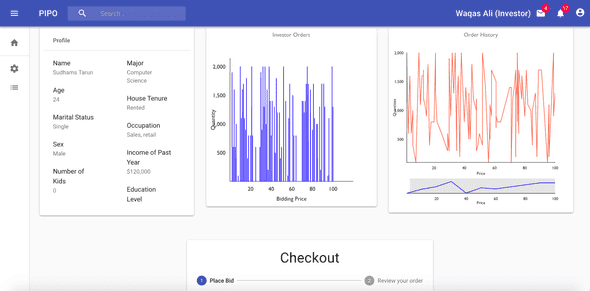 PIPO
Search ..
Waqas Ali (Investor)
4
57
Profile
Name
Sudhams Tarun
Age
24
Marital Status
Single
Sex
Male
Number of
Kids
0
Major
Computer
Science
House Tenure
Rented
Occupation
Sales, retail
Income of Past
Year
$120,000
Education
Level
Investor Orders
Quantity
2,000
1,500
1,000
500
20 40 60 80 100
Bidding Price
Order History
Quantities
2,000
1,500
1,000
500
20 40 60 80 100
Price
20 40 60 80 100
Price
Checkout
1 Place Bid
2 Review your order